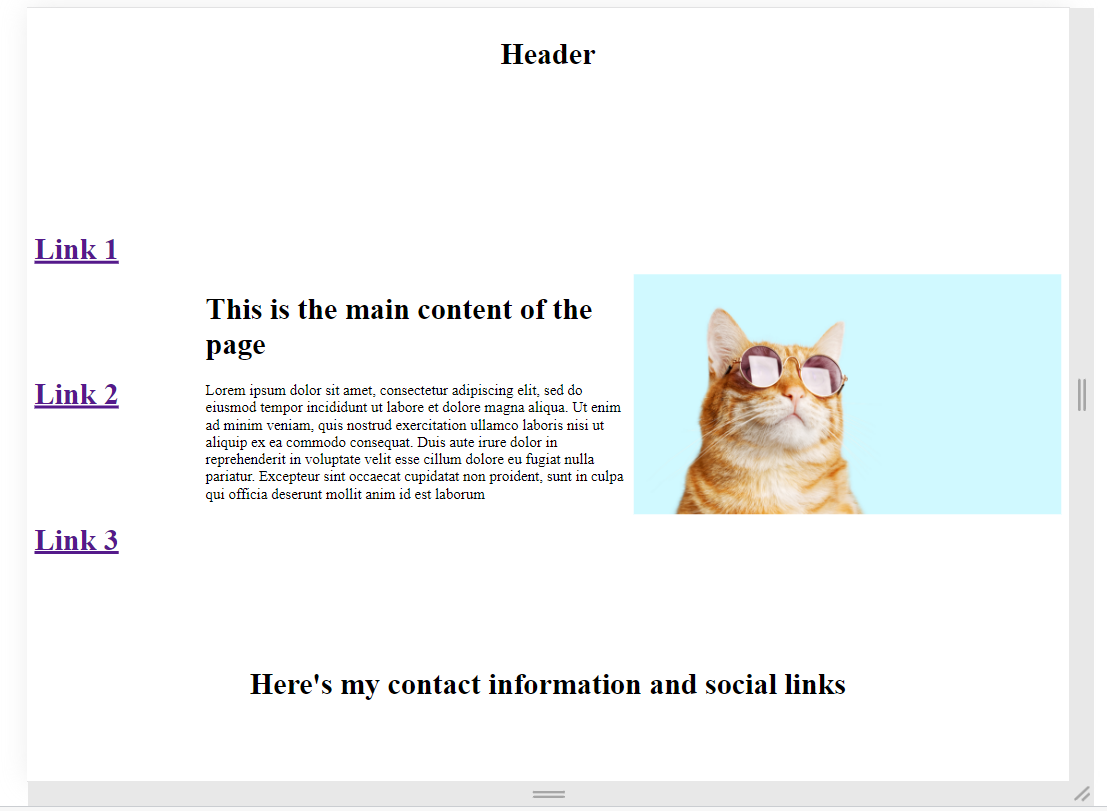 Header
Link 1
This is the main content of the
page
Link 2
Lorem ipsum dolor sit amet, consectetur adipiscing elit, sed do
eiusmod tempor incididunt ut labore et dolore magna aliqua. Ut enim
ad minim veniam, quis nostrud exercitation ullamco laboris nisi ut
aliquip ex ea commodo consequat. Duis aute irure dolor in
reprehenderit in voluptate velit esse cillum dolore eu fugiat nulla
pariatur. Excepteur sint occaecat cupidatat non proident, sunt in culpa
qui officia deserunt mollit anim id est laborum
Link 3
Here's my contact information and social links